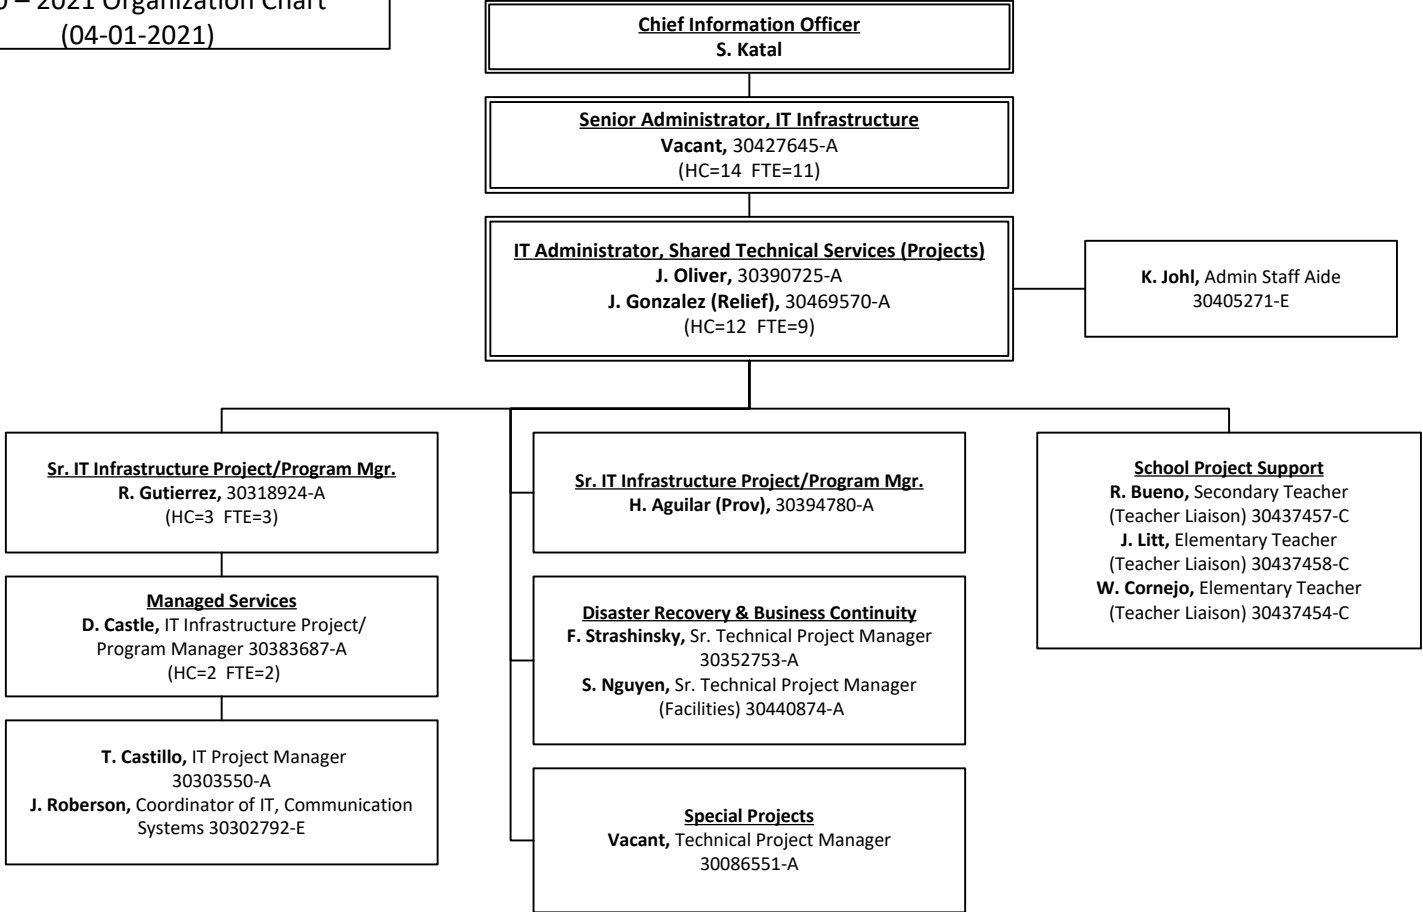 – 2021 Organization Chart
(04-01-2021)
Chief Information Officer
S. Katal
Senior Administrator, IT Infrastructure
Vacant, 30427645-A
(HC=14 FTE=11)
IT Administrator, Shared Technical Services (Projects)
J. Oliver, 30390725-A
J. Gonzalez (Relief), 30469570-A
(HC=12 FTE=9)
K. Johl, Admin Staff Aide
30405271-E
Sr. IT Infrastructure Project/Program Mgr.
R. Gutierrez, 30318924-A
(HC=3 FTE=3)
Managed Services
D. Castle, IT Infrastructure Project/
Program Manager 30383687-A
(HC=2 FTE=2)
T. Castillo, IT Project Manager
30303550-A
J. Roberson, Coordinator of IT, Communication
Systems 30302792-E
Sr. IT Infrastructure Project/Program Mgr.
H. Aguilar (Prov), 30394780-A
Disaster Recovery & Business Continuity
F. Strashinsky, Sr. Technical Project Manager
30352753-A
S. Nguyen, Sr. Technical Project Manager
(Facilities) 30440874-A
Special Projects
Vacant, Technical Project Manager
30086551-A
School Project Support
R. Bueno, Secondary Teacher
(Teacher Liaison) 30437457-C
J. Litt, Elementary Teacher
(Teacher Liaison) 30437458-C
W. Cornejo, Elementary Teacher
(Teacher Liaison) 30437454-C